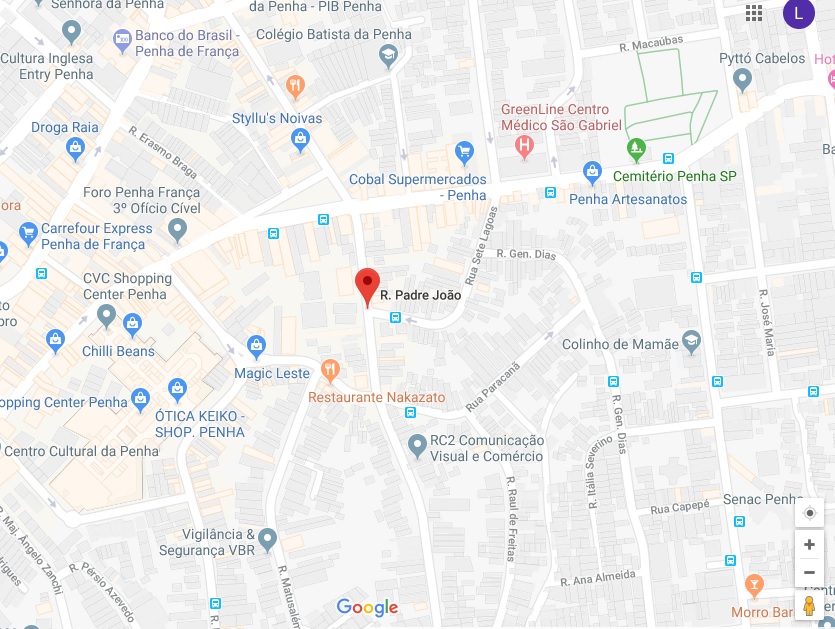 Senhora da Penha
da Penha - PIB Penha
L
Banco do Brasil -
Penha de França
Colégio Batista da Penha
R. Macaúbas
Cultura Inglesa
Entry Penha
Pyttó Cabelos
Hot
GreenLine Centro
Médico São Gabriel
Styllu's Noivas
Droga Raia
R. Erasmo Braga
Ba
H
Cobal Supermercados
- Penha
Cemitério Penha SP
Penha Artesanatos
Foro Penha França
3º Ofício Cível
ora
Carrefour Express
Penha de França
Rua Sete Lagoas
R. Gen. Dias
CVC Shopping
Center Penha
R. Padre João
R. José Maria
to
oro
Chilli Beans
Colinho de Mamãe
Magic Leste
Restaurante Nakazato
Rua Paracanã
opping Center Penha
ÓTICA KEIKO -
SHOP. PENHA
R. Gen. Dias
RC2 Comunicação
Visual e Comércio
Centro Cultural da Penha
R. Itália Severino
R. Raul de Freitas
Senac Penha
Rua Capepé
R. Maj. Ângelo Zanchi
Vigilância &
Segurança VBR
R. Matusalém
R. Pérsio Azevedo
drigues
R. Ana Almeida
Google
Morro Bar